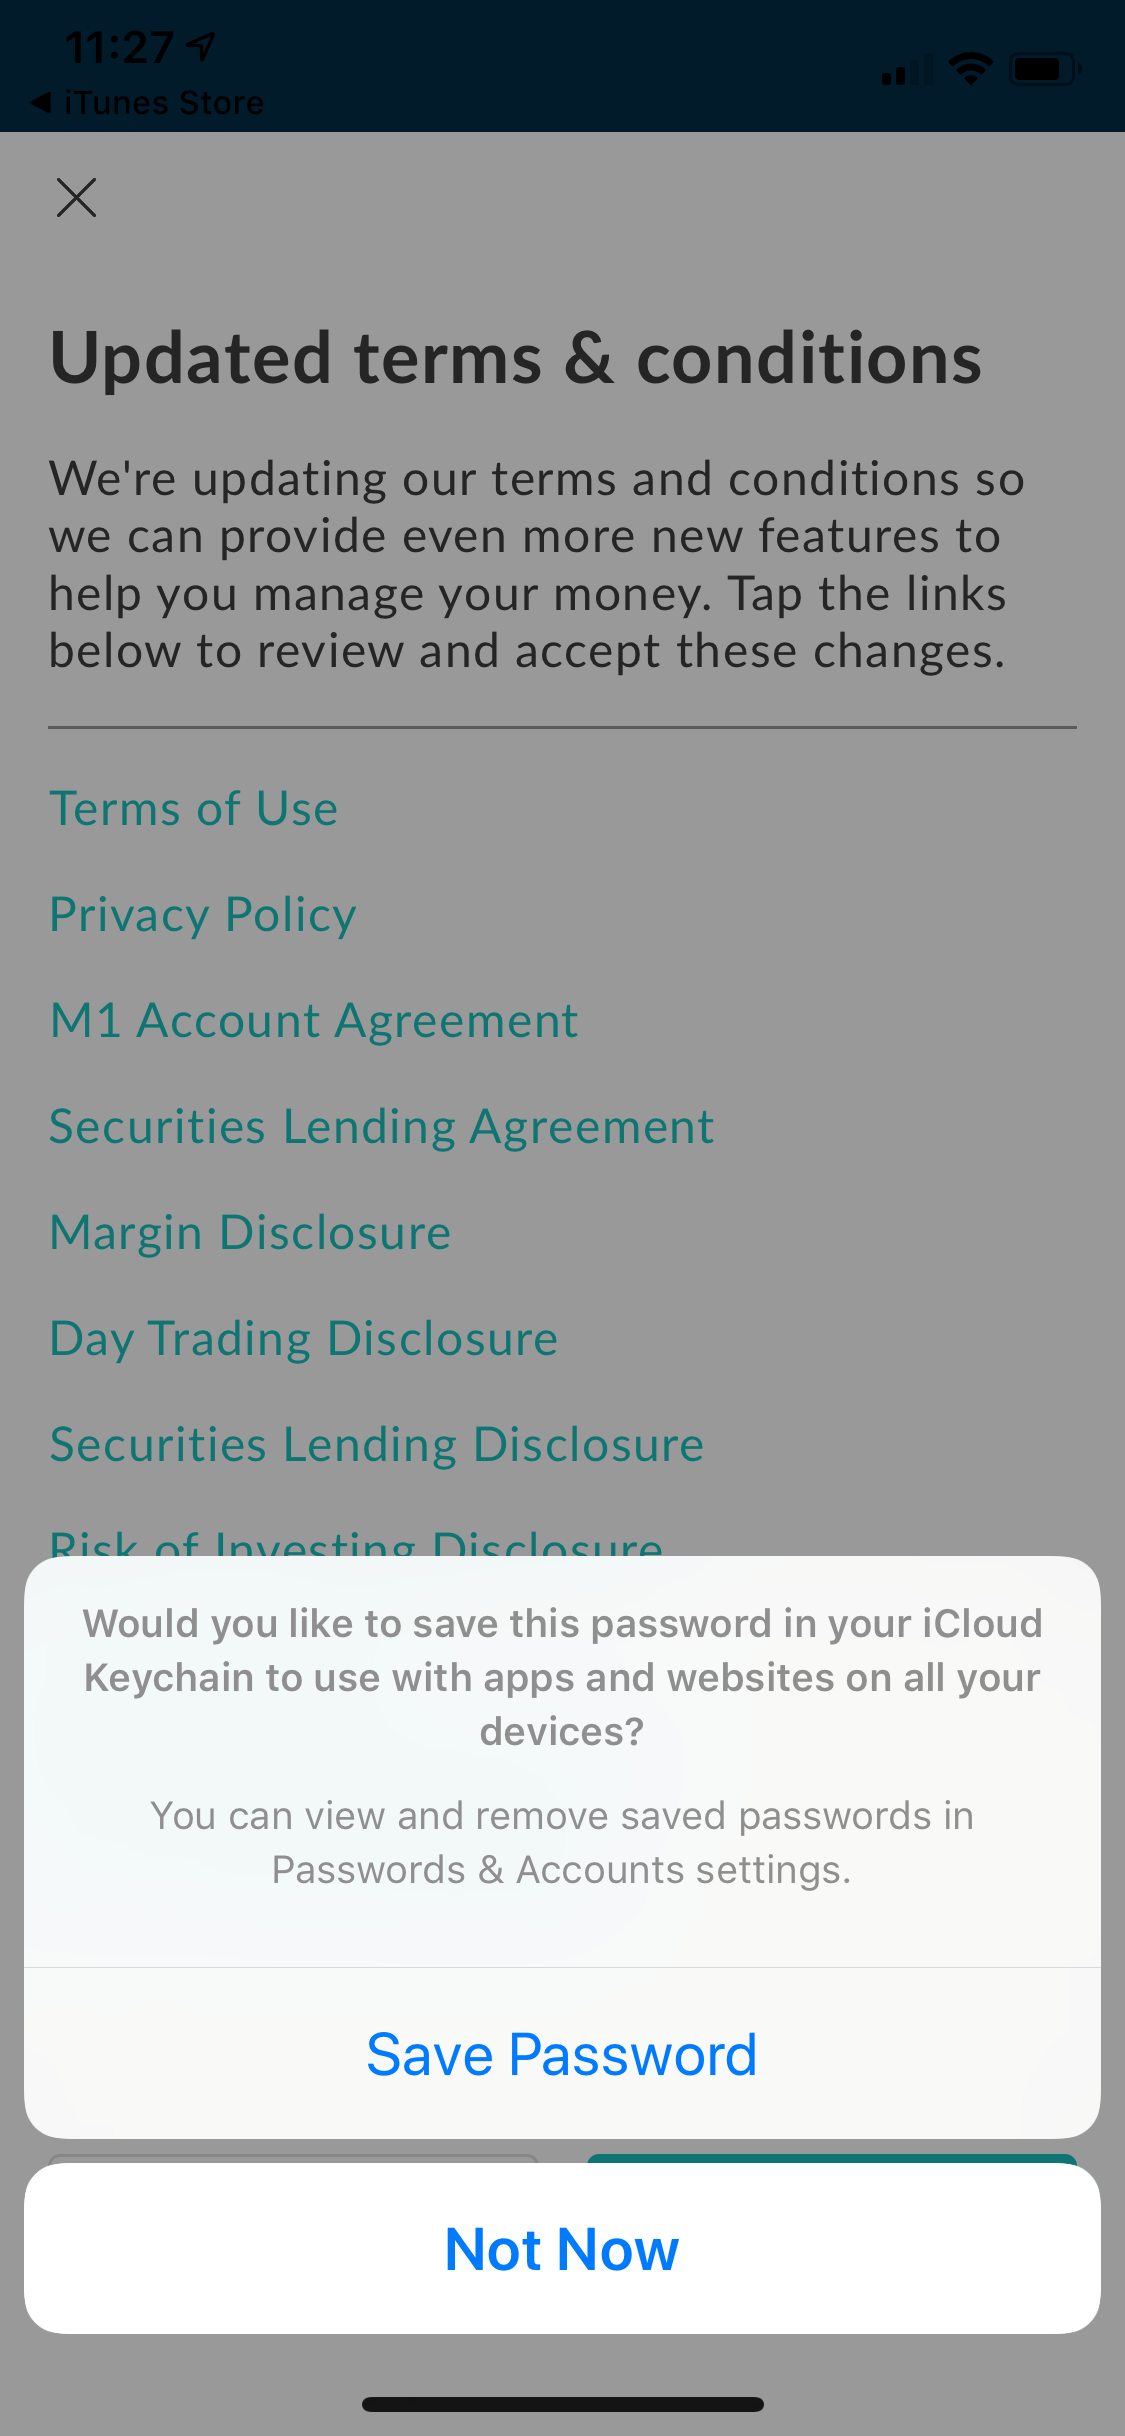 11:27
◀ iTunes Store
Updated terms & conditions
We're updating our terms and conditions so
we can provide even more new features to
help you manage your money. Tap the links
below to review and accept these changes.
Terms of Use
Privacy Policy
M1 Account Agreement
Securities Lending Agreement
Margin Disclosure
Day Trading Disclosure
Securities Lending Disclosure
Risk of Investing Disclosure
Would you like to save this password in your iCloud
Keychain to use with apps and websites on all your
devices?
You can view and remove saved passwords in
Passwords & Accounts settings.
Save Password
Not Now